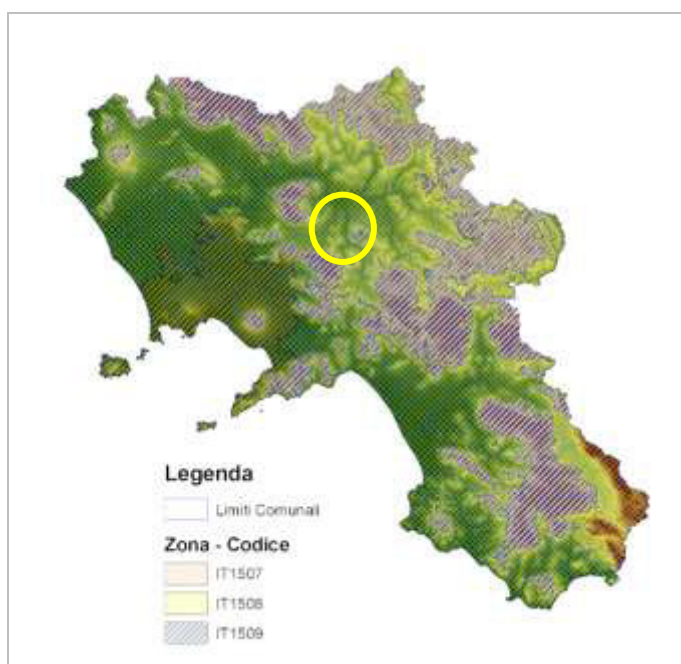 Legenda
Limiti Comunali
Zona - Codice
IT1507
IT1508
IT1509